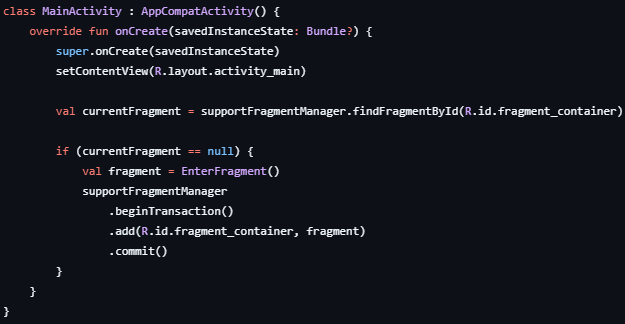 class MainActivity : AppCompatActivity() {
    override fun onCreate(savedInstanceState: Bundle?) {
        super.onCreate(savedInstanceState)
        setContentView(R.layout.activity_main)

        val currentFragment = supportFragmentManager.findFragmentById(R.id.fragment_container)

        if (currentFragment == null) {
            val fragment = EnterFragment()
            supportFragmentManager
                .beginTransaction()
                .add(R.id.fragment_container, fragment)
                .commit()
        }
    }
}